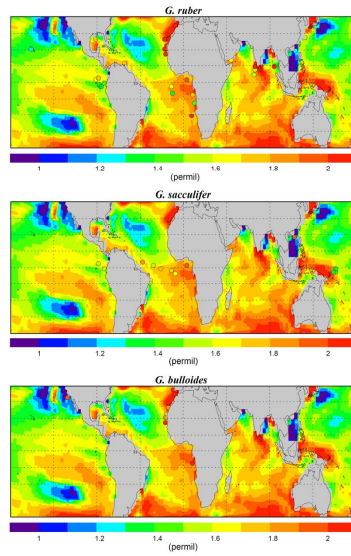 G. ruber
1 1.2 1.4 1.6 1.8 2
(permil)
G. sacculifer
1 1.2 1.4 1.6 1.8 2
(permil)
G. bulloides
1 1.2 1.4 1.6 1.8 2
(permil)